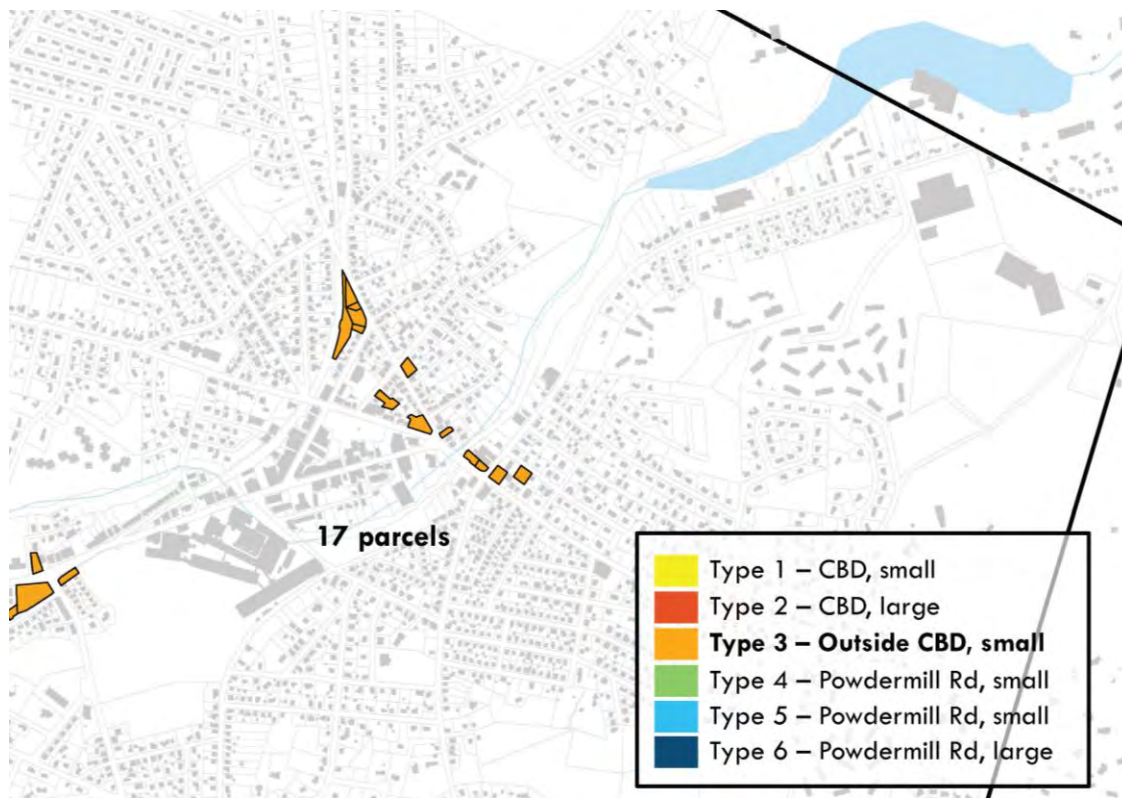 17 parcels
Type 1 – CBD, small
Type 2 – CBD, large
Type 3 – Outside CBD, small
Type 4 – Powdermill Rd, small
Type 5 – Powdermill Rd, small
Type 6 – Powdermill Rd, large